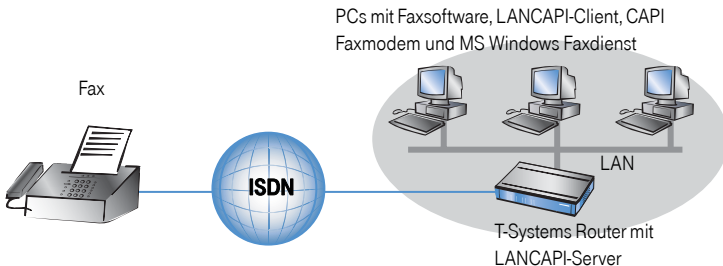 PCs mit Faxsoftware, LANCAPI-Client, CAPI
Faxmodem und MS Windows Faxdienst
Fax
ISDN
LAN
T-Systems Router mit
LANCAPI-Server